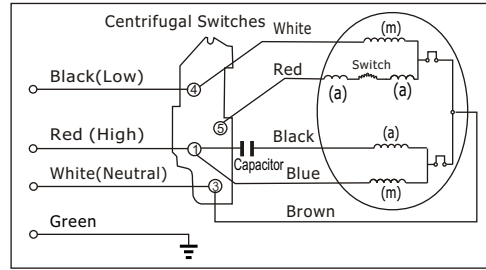 Centrifugal Switches
White
(m)
Black(Low)
4
Red
Switch
(a)
(a)
5
Red (High)
1
Black
(a)
Capacitor
White(Neutral)
3
Blue
(m)
Brown
Green